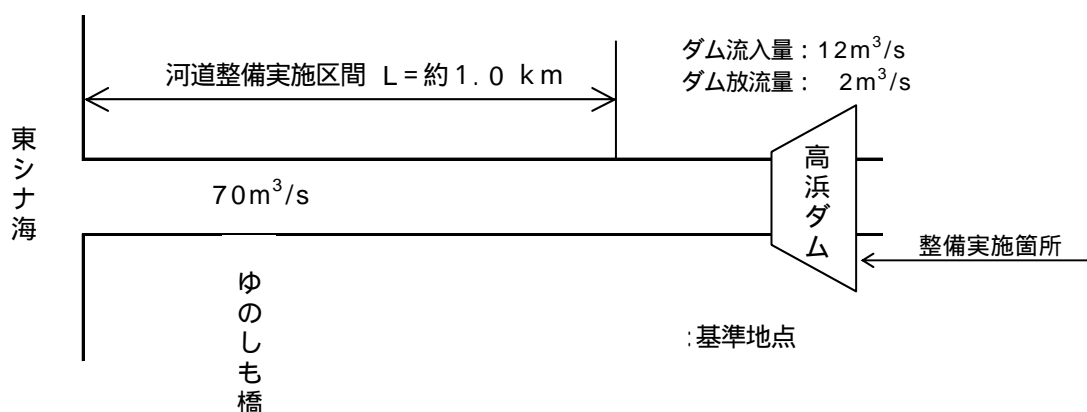 河道整備実施区間 L=約1.0 km
ダム流入量：12m³/s
ダム放流量： 2m³/s
東シナ海
70m³/s
高浜ダム
整備実施箇所
ゆのしも橋
:基準地点